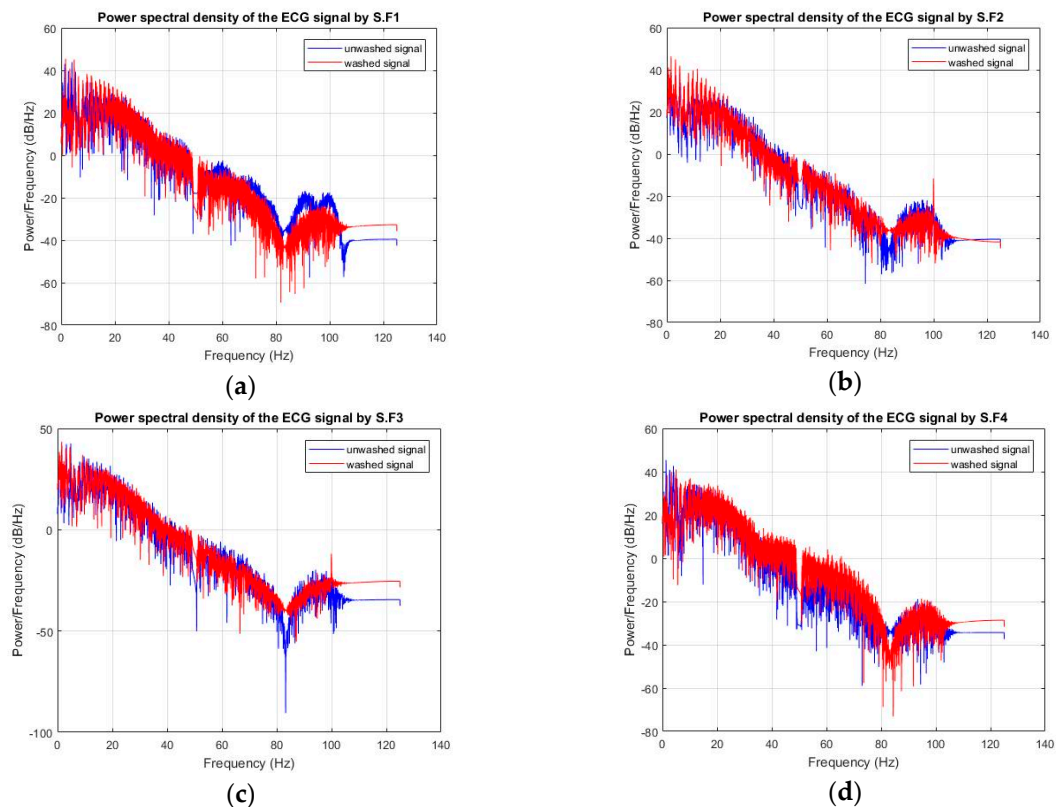 Power spectral density of the ECG signal by S.F1
60
40
20
0
-20
-40
-60
-80
Power/Frequency (dB/Hz)
unwashed signal
washed signal
0 20 40 60 80 100 120 140
Frequency (Hz)
(a)
Power spectral density of the ECG signal by S.F2
60
40
20
0
-20
-40
-60
-80
Power/Frequency (dB/Hz)
unwashed signal
washed signal
0 20 40 60 80 100 120 140
Frequency (Hz)
(b)
Power spectral density of the ECG signal by S.F3
50
0
-50
-100
Power/Frequency (dB/Hz)
unwashed signal
washed signal
0 20 40 60 80 100 120 140
Frequency (Hz)
(c)
Power spectral density of the ECG signal by S.F4
60
40
20
0
-20
-40
-60
-80
Power/Frequency (dB/Hz)
unwashed signal
washed signal
0 20 40 60 80 100 120 140
Frequency (Hz)
(d)